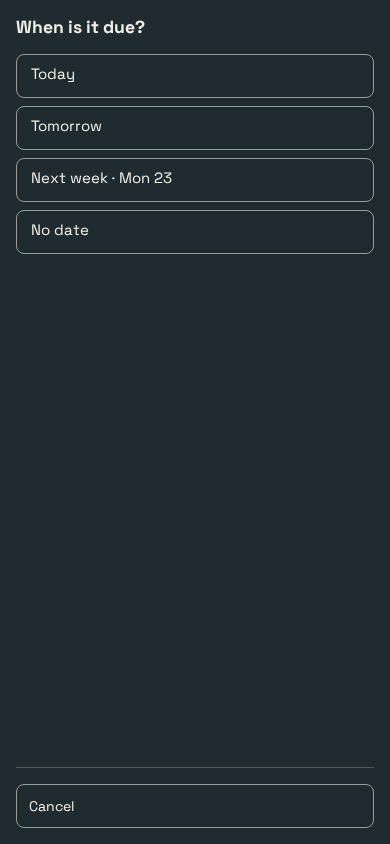 When is it due?
Today
Tomorrow
Next week · Mon 23
No date
Cancel